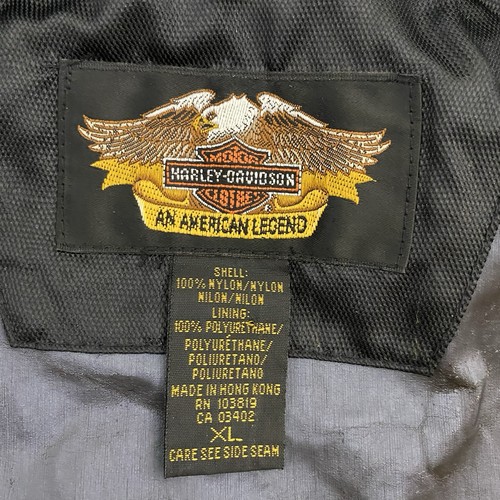 MOTOR
HARLEY-DAVIDSON
CLOTHES
®
AN AMERICAN LEGEND
SHELL:
100% NYLON/NYLON
NILON/NILON
LINING:
100% POLYURETHANE/
POLYURÉTHANE/
POLIURETANO/
POLIURETANO
MADE IN HONG KONG
RN 103819
CA 03402
XL
CARE SEE SIDE SEAM